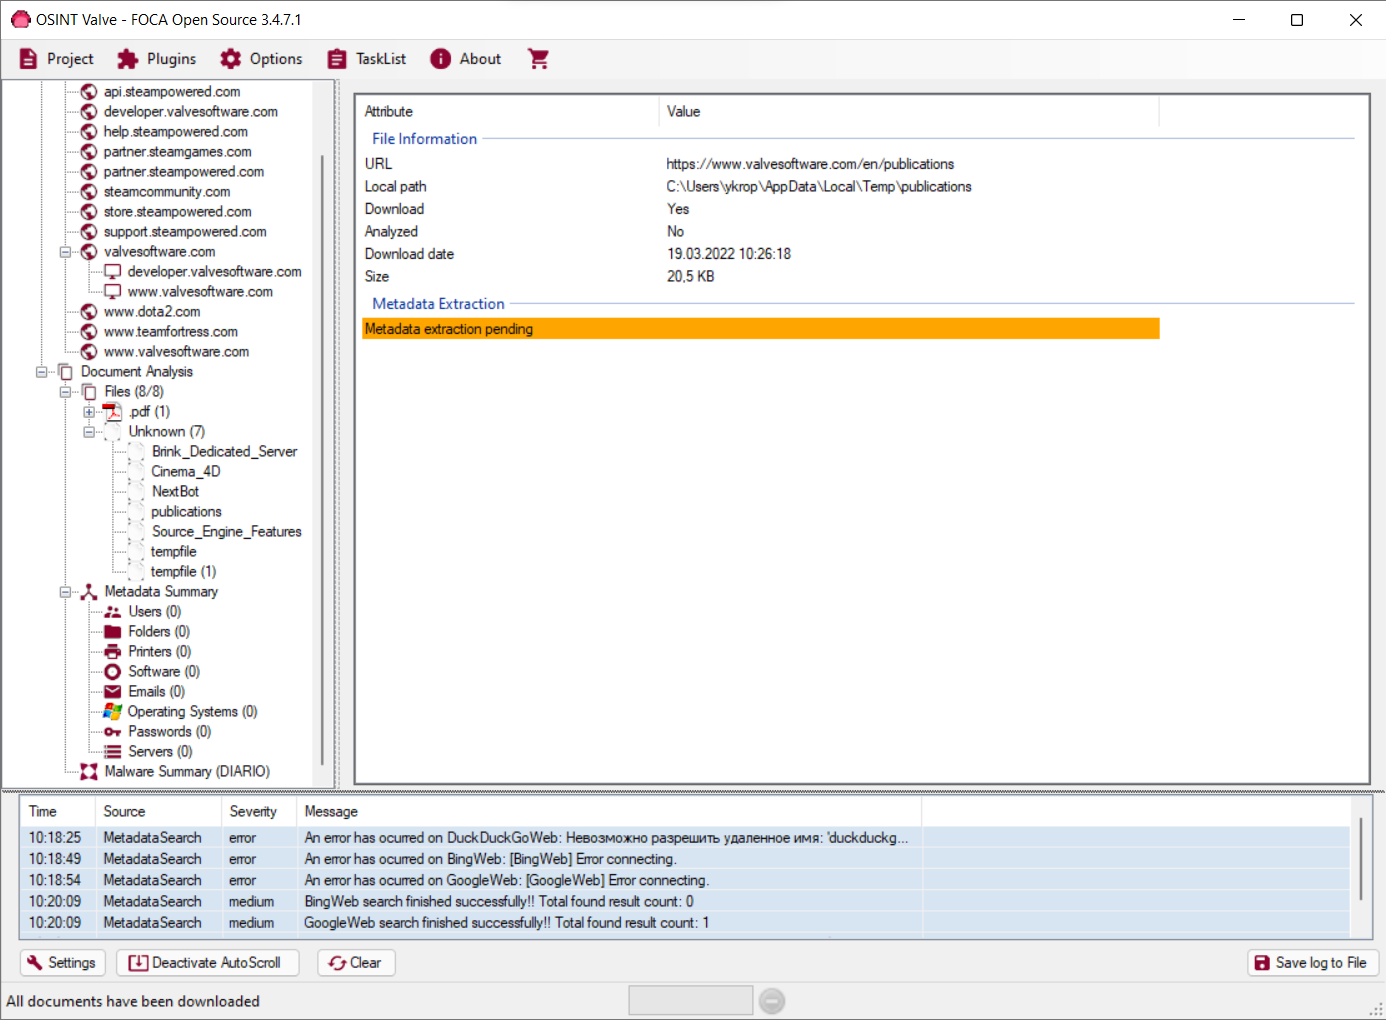 OSINT Valve - FOCA Open Source 3.4.7.1
Project Plugins Options TaskList About
api.steampowered.com
developer.valvesoftware.com
help.steampowered.com
partner.steamgames.com
partner.steampowered.com
steamcommunity.com
store.steampowered.com
support.steampowered.com
valvesoftware.com
developer.valvesoftware.com
www.valvesoftware.com
www.dota2.com
www.teamfortress.com
www.valvesoftware.com
Document Analysis
Files (8/8)
.pdf (1)
Unknown (7)
Brink_Dedicated_Server
Cinema_4D
NextBot
publications
Source_Engine_Features
tempfile
tempfile (1)
Metadata Summary
Users (0)
Folders (0)
Printers (0)
Software (0)
Emails (0)
Operating Systems (0)
Passwords (0)
Servers (0)
Malware Summary (DIARIO)
Attribute Value
File Information
URL https://www.valvesoftware.com/en/publications
Local path C:\Users\ykrop\AppData\Local\Temp\publications
Download Yes
Analyzed No
Download date 19.03.2022 10:26:18
Size 20,5 KB
Metadata Extraction
Metadata extraction pending
Time Source Severity Message
10:18:25 MetadataSearch error An error has ocurred on DuckDuckGoWeb: Невозможно разрешить удаленное имя: 'duckduckg...
10:18:49 MetadataSearch error An error has ocurred on BingWeb: [BingWeb] Error connecting.
10:18:54 MetadataSearch error An error has ocurred on GoogleWeb: [GoogleWeb] Error connecting.
10:20:09 MetadataSearch medium BingWeb search finished successfully!! Total found result count: 0
10:20:09 MetadataSearch medium GoogleWeb search finished successfully!! Total found result count: 1
Settings Deactivate AutoScroll Clear Save log to File
All documents have been downloaded